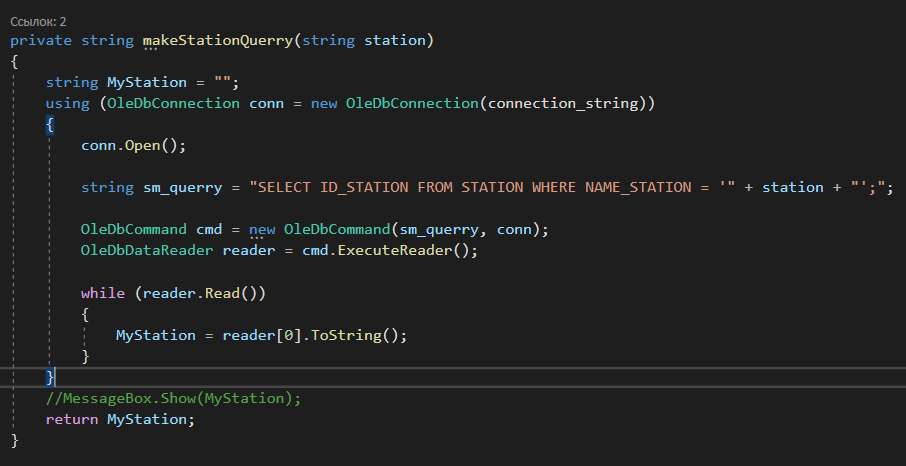 Ссылок: 2
private string makeStationQuerry(string station)
{
string MyStation = "";
using (OleDbConnection conn = new OleDbConnection(connection_string))
{
conn.Open();
string sm_querry = "SELECT ID_STATION FROM STATION WHERE NAME_STATION = '" + station + "';";
OleDbCommand cmd = new OleDbCommand(sm_querry, conn);
OleDbDataReader reader = cmd.ExecuteReader();
while (reader.Read())
{
MyStation = reader[0].ToString();
}
}
//MessageBox.Show(MyStation);
return MyStation;
}